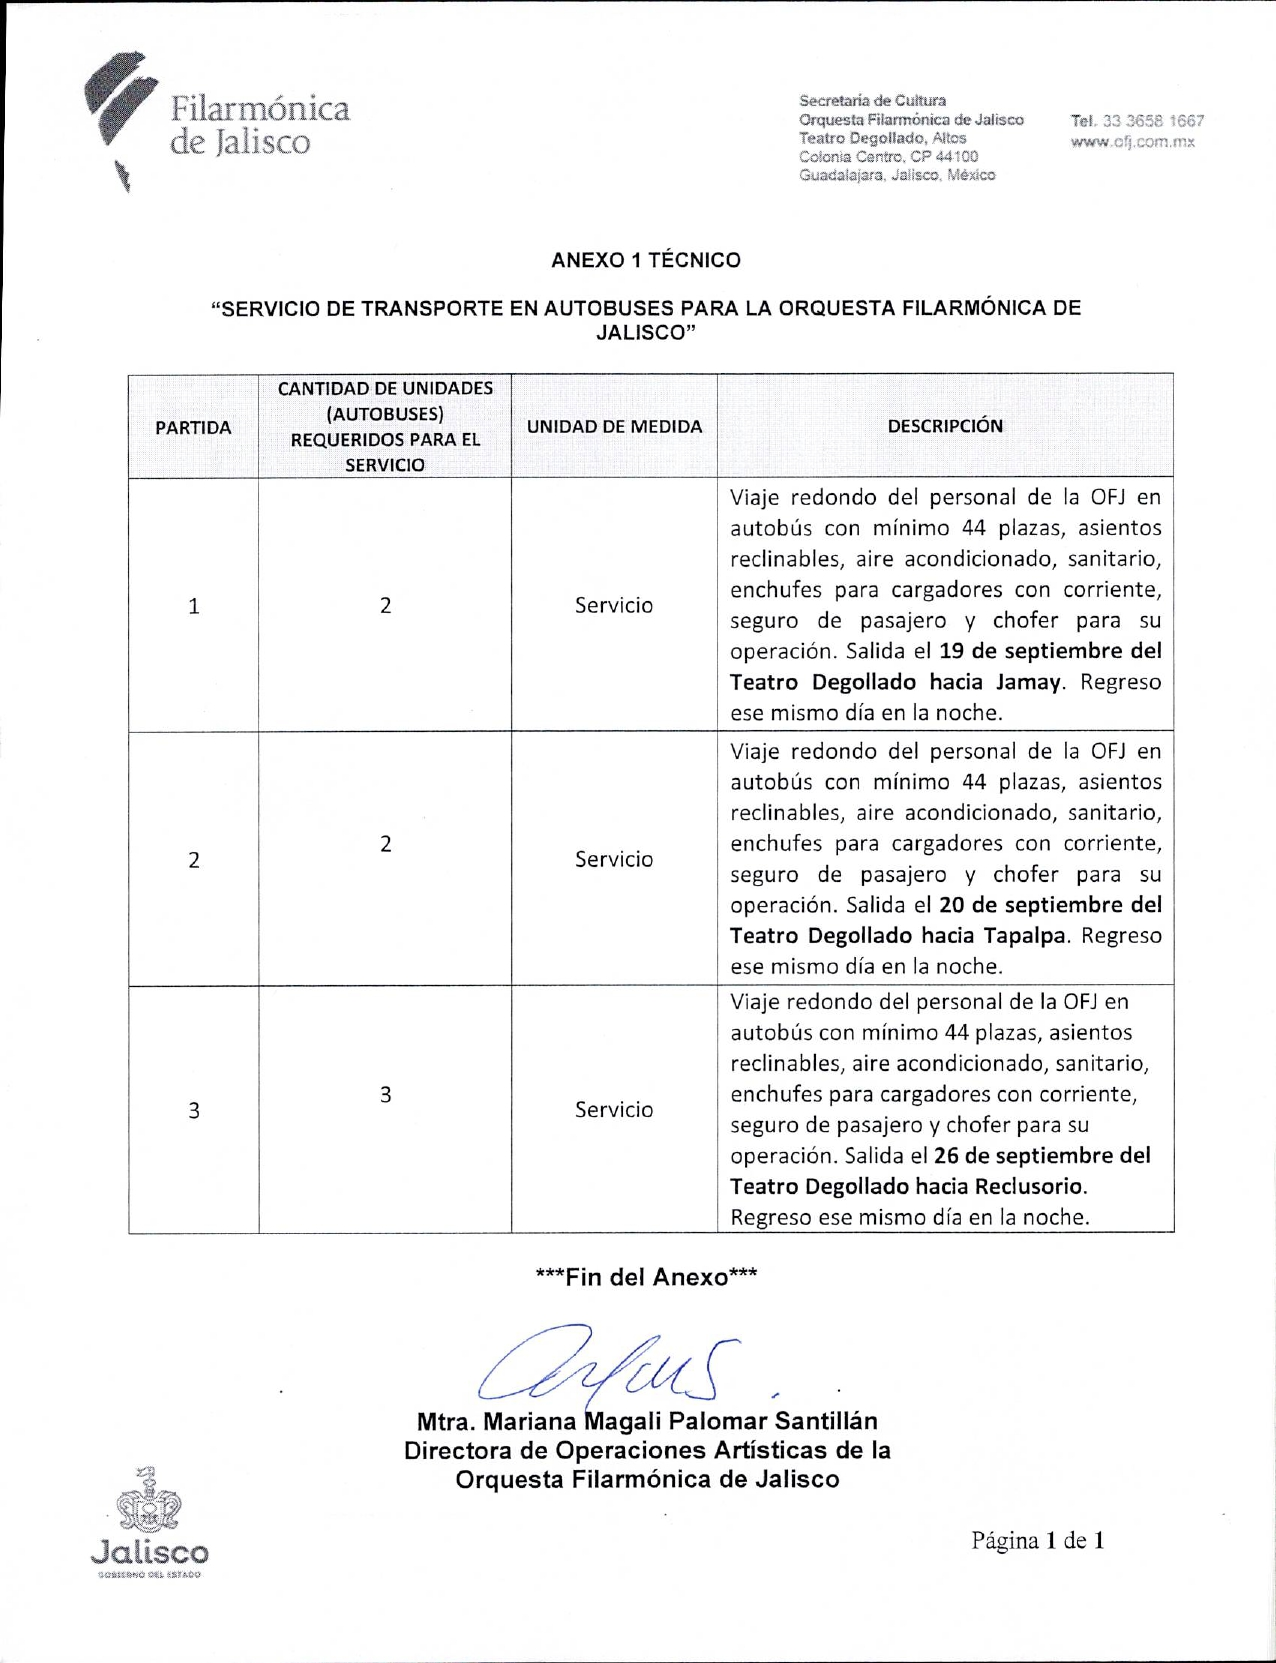 Filarmónica
de Jalisco
Secretaría de Cultura
Orquesta Filarmónica de Jalisco
Teatro Degollado, Altos
Colonia Centro, CP 44100
Guadalajara, Jalisco, México
Tel. 33 3658 1667
www.ofj.com.mx
ANEXO 1 TÉCNICO
“SERVICIO DE TRANSPORTE EN AUTOBUSES PARA LA ORQUESTA FILARMÓNICA DE
JALISCO”
PARTIDA
CANTIDAD DE UNIDADES
(AUTOBUSES)
REQUERIDOS PARA EL
SERVICIO
UNIDAD DE MEDIDA
DESCRIPCIÓN
1
2
Servicio
Viaje redondo del personal de la OFJ en
autobús con mínimo 44 plazas, asientos
reclinables, aire acondicionado, sanitario,
enchufes para cargadores con corriente,
seguro de pasajero y chofer para su
operación. Salida el 19 de septiembre del
Teatro Degollado hacia Jamay. Regreso
ese mismo día en la noche.
2
2
Servicio
Viaje redondo del personal de la OFJ en
autobús con mínimo 44 plazas, asientos
reclinables, aire acondicionado, sanitario,
enchufes para cargadores con corriente,
seguro de pasajero y chofer para su
operación. Salida el 20 de septiembre del
Teatro Degollado hacia Tapalpa. Regreso
ese mismo día en la noche.
3
3
Servicio
Viaje redondo del personal de la OFJ en
autobús con mínimo 44 plazas, asientos
reclinables, aire acondicionado, sanitario,
enchufes para cargadores con corriente,
seguro de pasajero y chofer para su
operación. Salida el 26 de septiembre del
Teatro Degollado hacia Reclusorio.
Regreso ese mismo día en la noche.
***Fin del Anexo***
Mtra. Mariana Magali Palomar Santillán
Directora de Operaciones Artísticas de la
Orquesta Filarmónica de Jalisco
Jalisco
GOBIERNO DEL ESTADO
Página 1 de 1